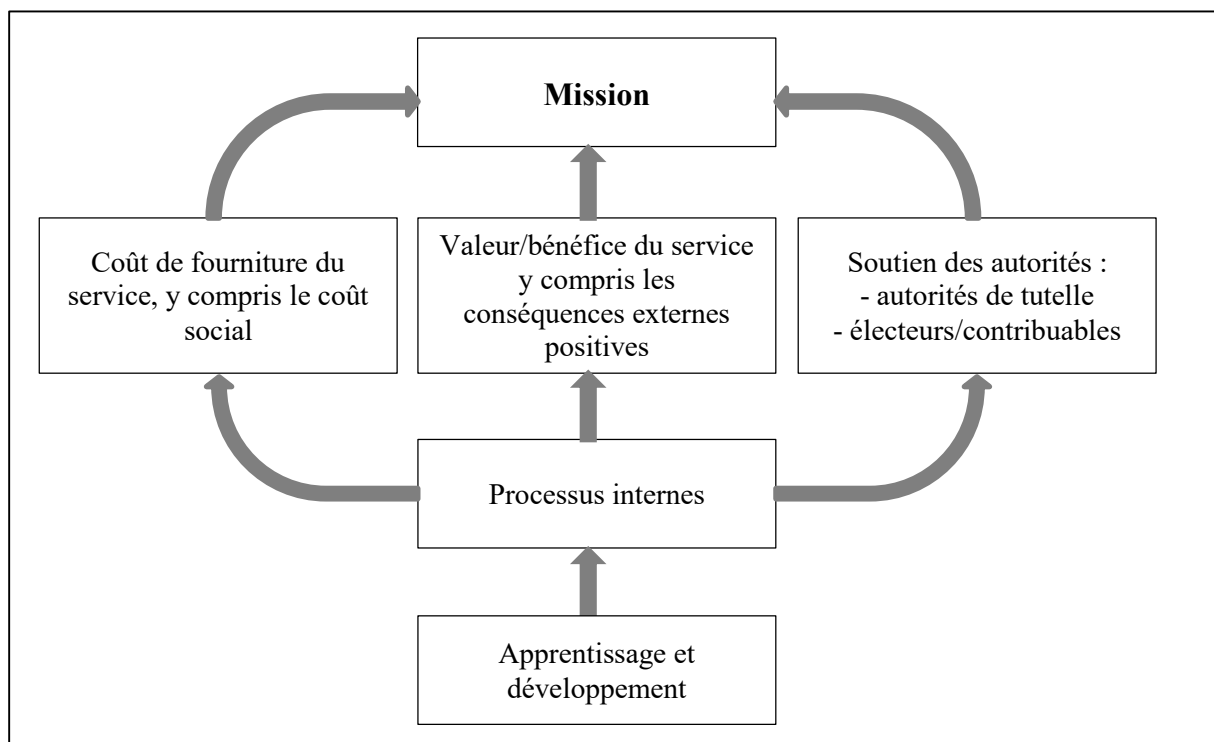 Mission
Coût de fourniture du
service, y compris le coût
social
Valeur/bénéfice du service
y compris les
conséquences externes
positives
Soutien des autorités :
- autorités de tutelle
- électeurs/contribuables
Processus internes
Apprentissage et
développement